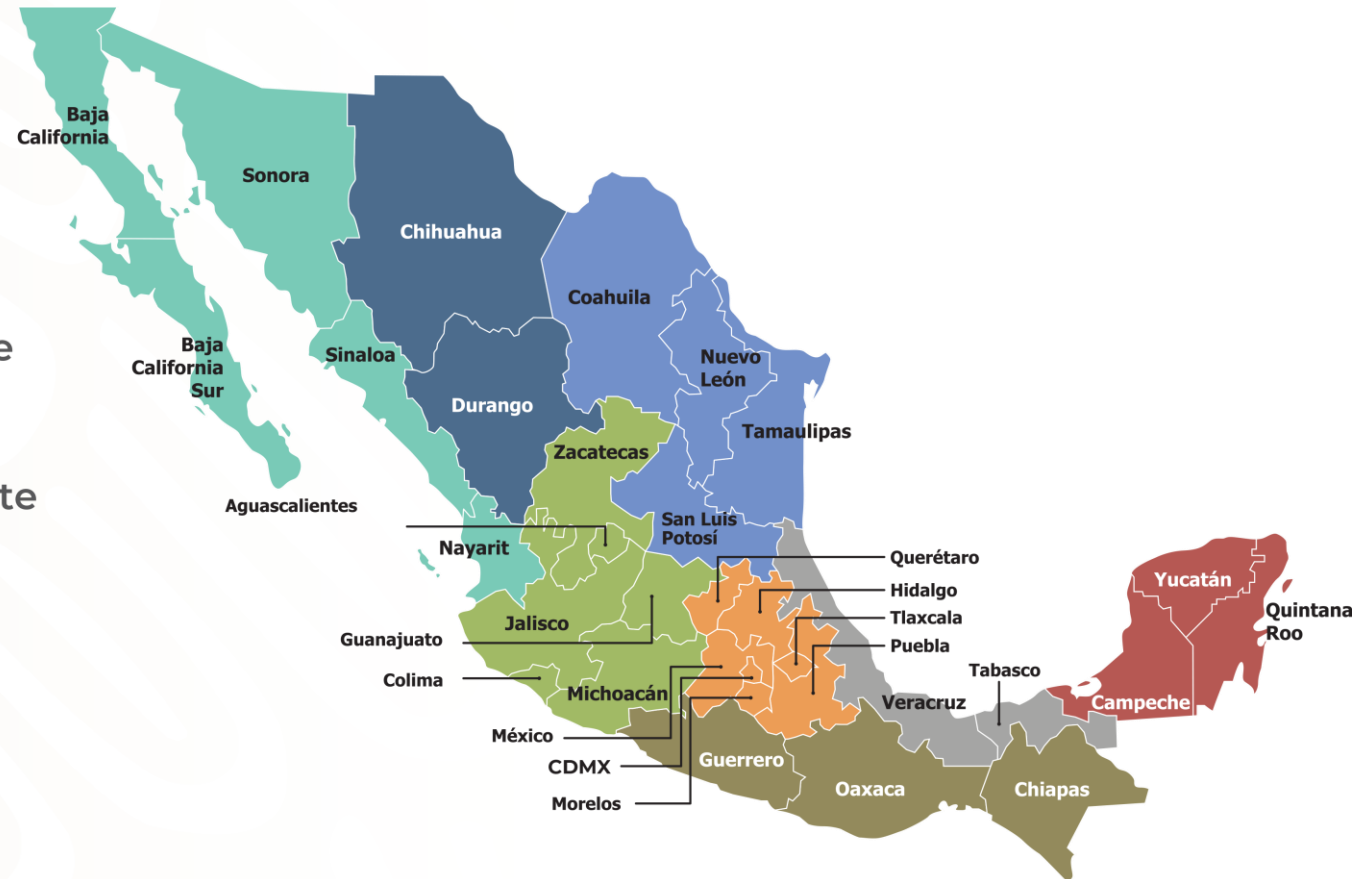 Baja
California
Sonora
Chihuahua
Coahuila
Baja
California
Sur
Sinaloa
Nuevo
León
Durango
Tamaulipas
Zacatecas
Aguascalientes
San Luis
Potosí
Nayarit
Querétaro
Hidalgo
Tlaxcala
Puebla
Yucatán
Quintana
Roo
Jalisco
Guanajuato
Colima
Michoacán
Tabasco
Veracruz
Campeche
México
CDMX
Morelos
Guerrero
Oaxaca
Chiapas